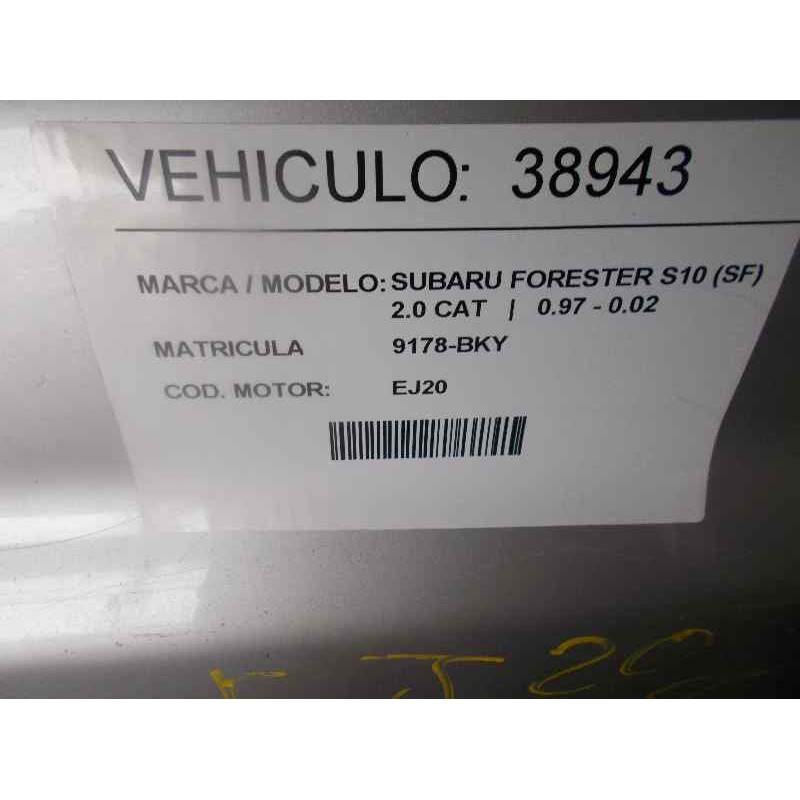 VEHICULO: 38943
MARCA / MODELO: SUBARU FORESTER S10 (SF)
2.0 CAT | 0.97 - 0.02
MATRICULA 9178-BKY
COD. MOTOR: EJ20